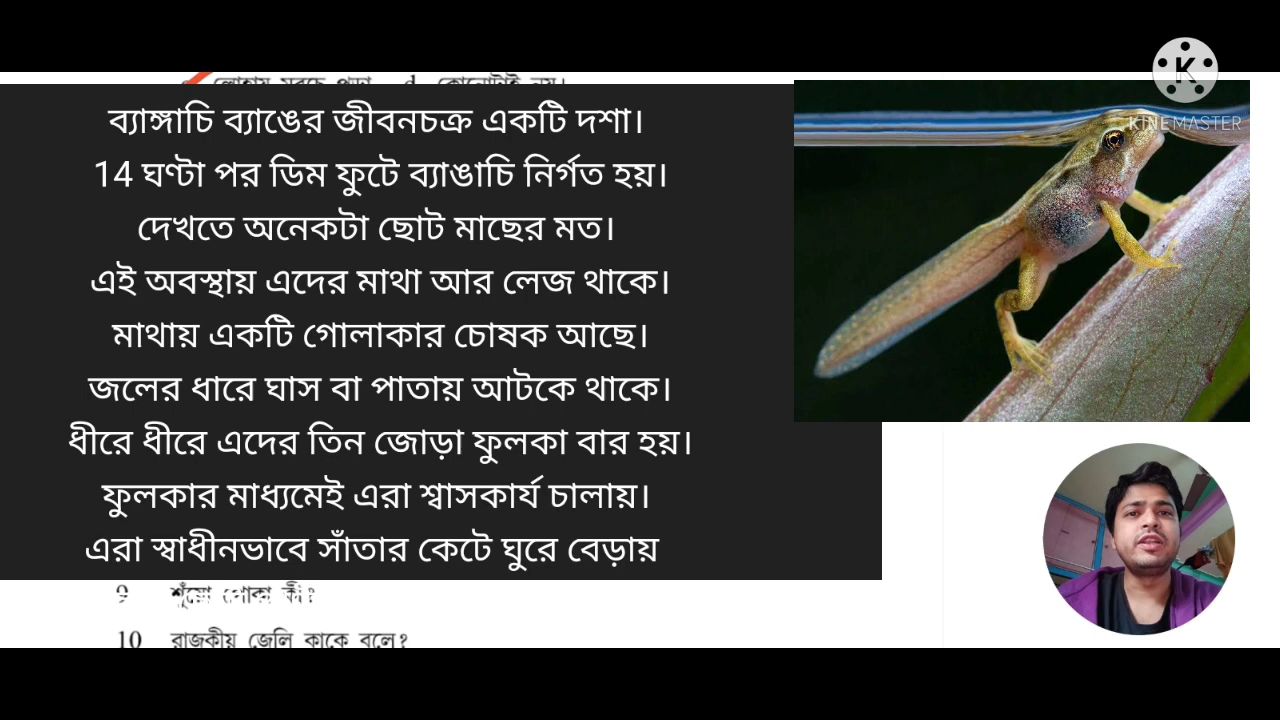 ব্যাঙ্গাচি ব্যাঙের জীবনচক্র একটি দশা।
14 ঘণ্টা পর ডিম ফুটে ব্যাঙাচি নির্গত হয়।
দেখতে অনেকটা ছোট মাছের মত।
এই অবস্থায় এদের মাথা আর লেজ থাকে।
মাথায় একটি গোলাকার চোষক আছে।
জলের ধারে ঘাস বা পাতায় আটকে থাকে।
ধীরে ধীরে এদের তিন জোড়া ফুলকা বার হয়।
ফুলকার মাধ্যমেই এরা শ্বাসকার্য চালায়।
এরা স্বাধীনভাবে সাঁতার কেটে ঘুরে বেড়ায়
10 রাজকীয় জেলি কাকে বলে?
K
KINEMASTER